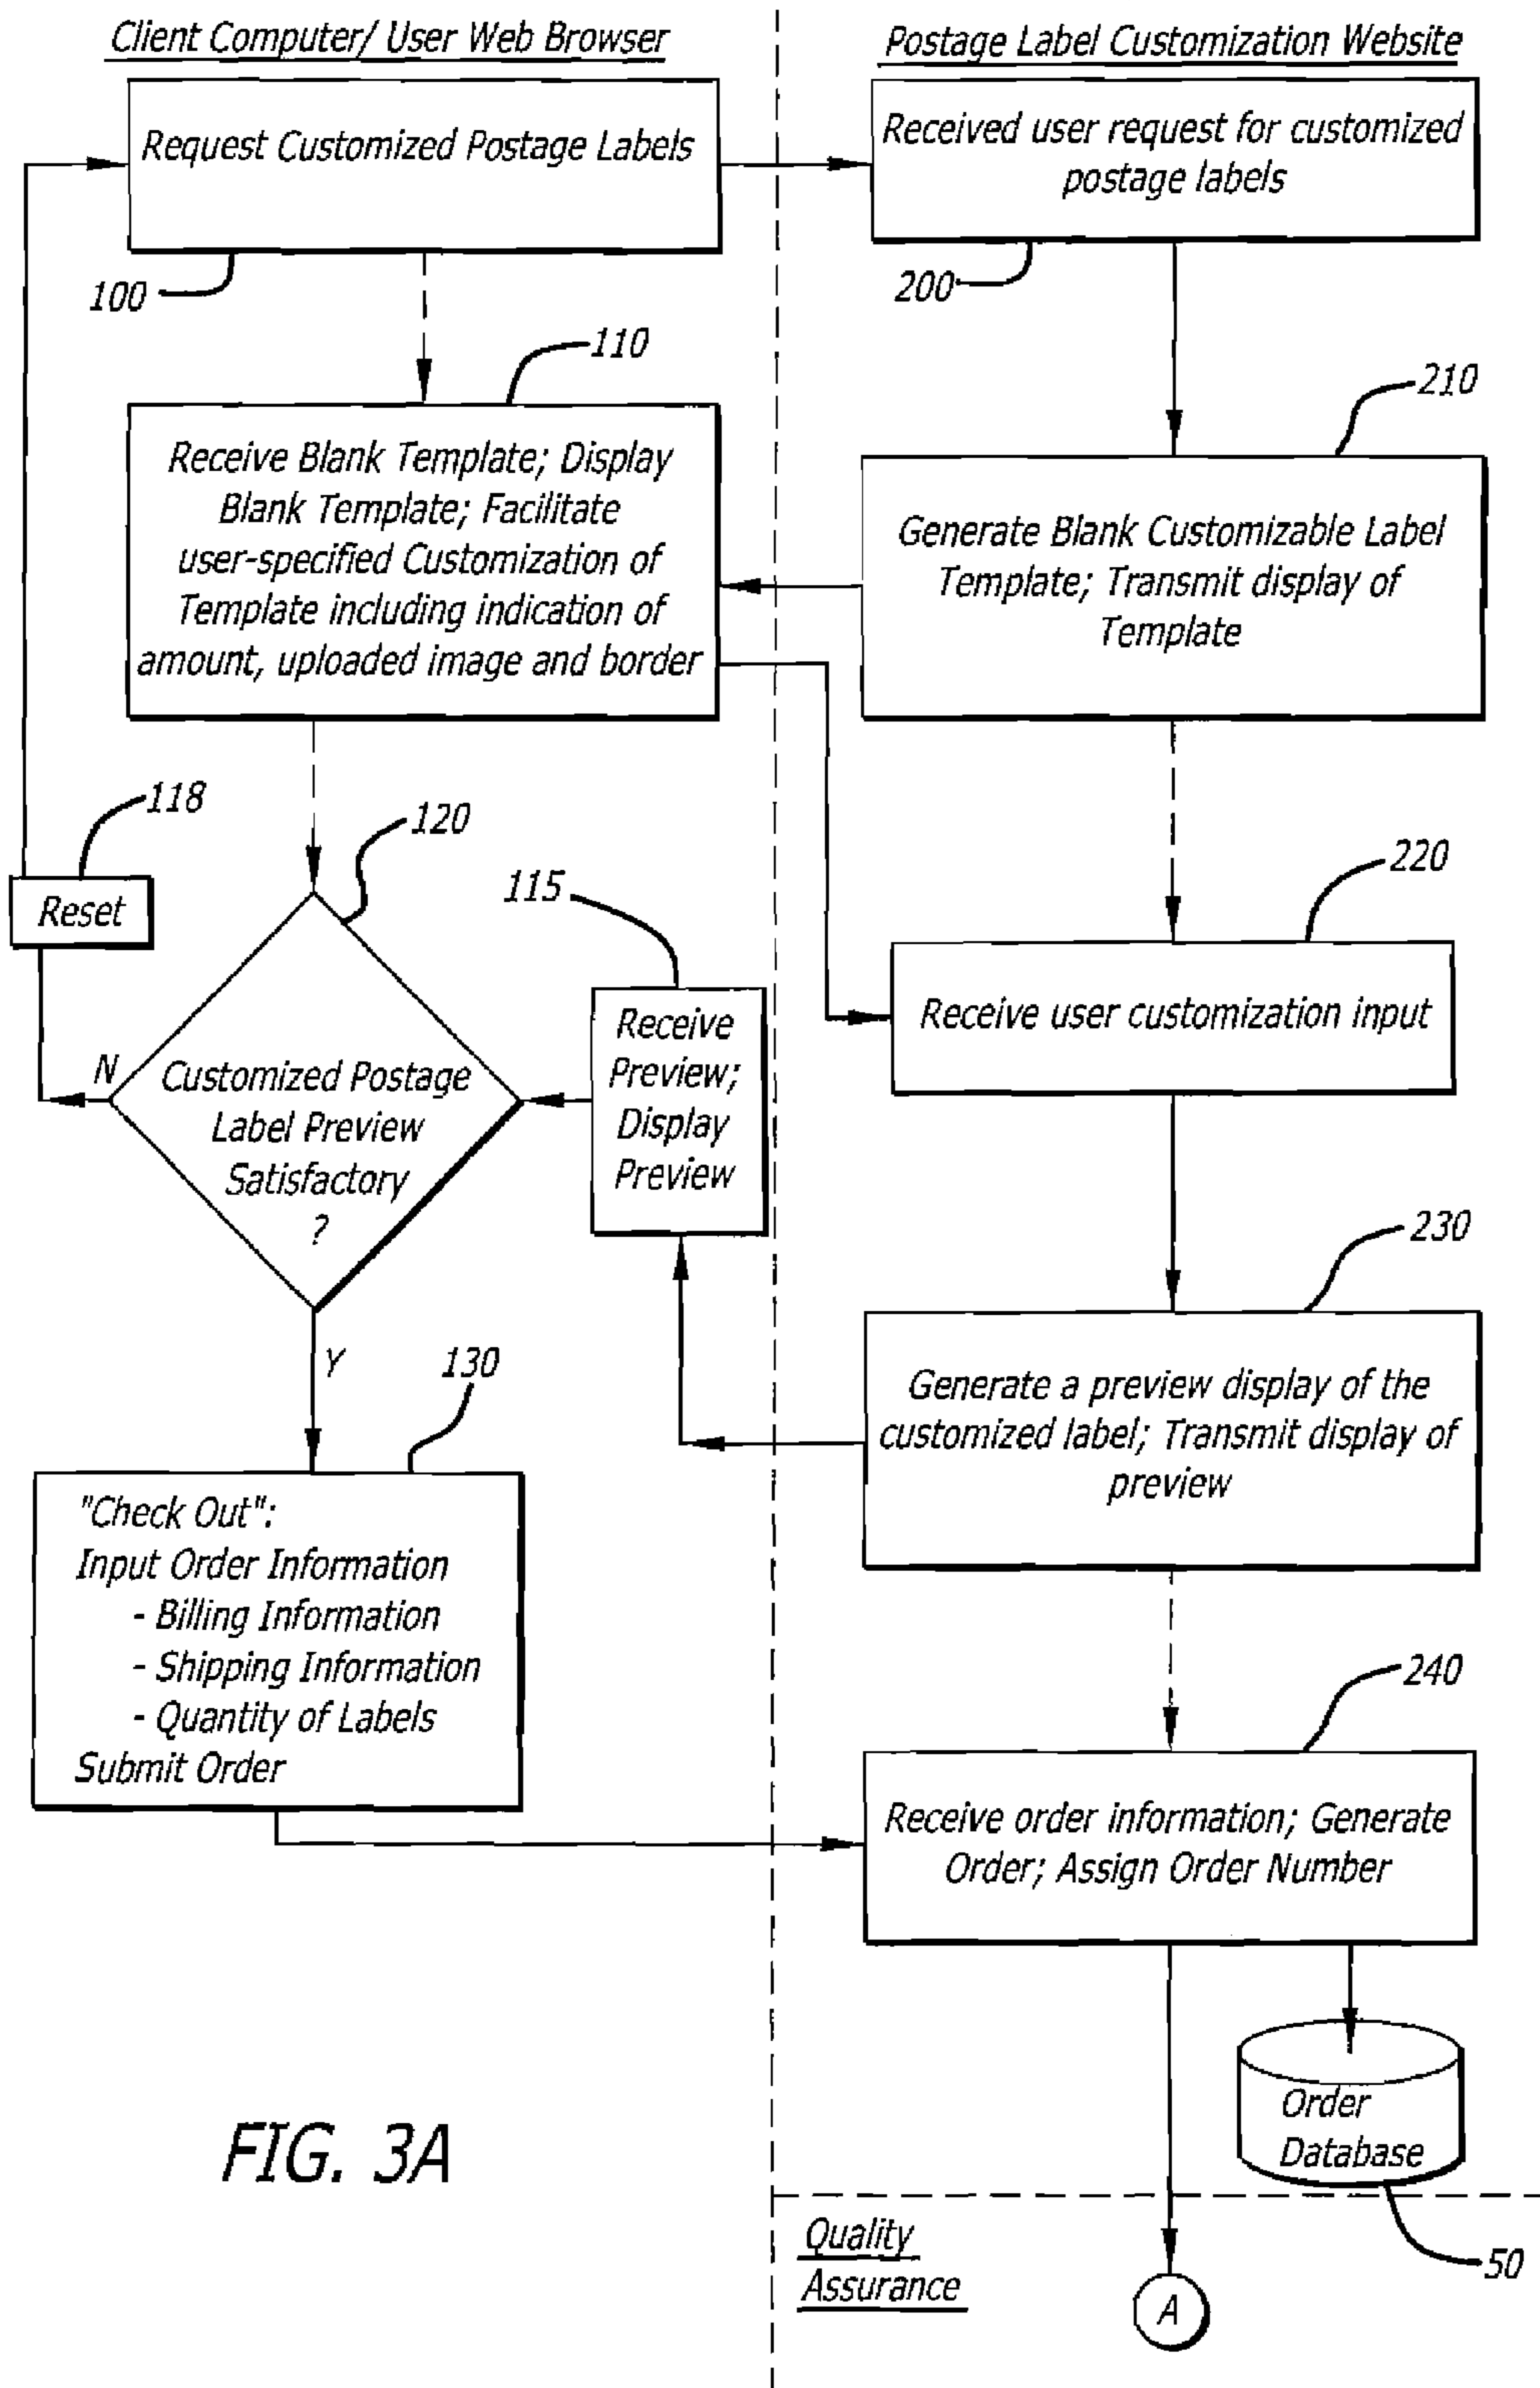 Client Computer/ User Web Browser
Postage Label Customization Website
Request Customized Postage Labels
100
Received user request for customized
postage labels
200
110
Receive Blank Template; Display
Blank Template; Facilitate
user-specified Customization of
Template including indication of
amount, uploaded image and border
210
Generate Blank Customizable Label
Template; Transmit display of
Template
118
Reset
120
N
Customized Postage
Label Preview
Satisfactory
?
Y
115
Receive
Preview;
Display
Preview
220
Receive user customization input
230
Generate a preview display of the
customized label; Transmit display of
preview
130
"Check Out":
Input Order Information
- Billing Information
- Shipping Information
- Quantity of Labels
Submit Order
240
Receive order information; Generate
Order; Assign Order Number
Order
Database
50
FIG. 3A
Quality
Assurance
A